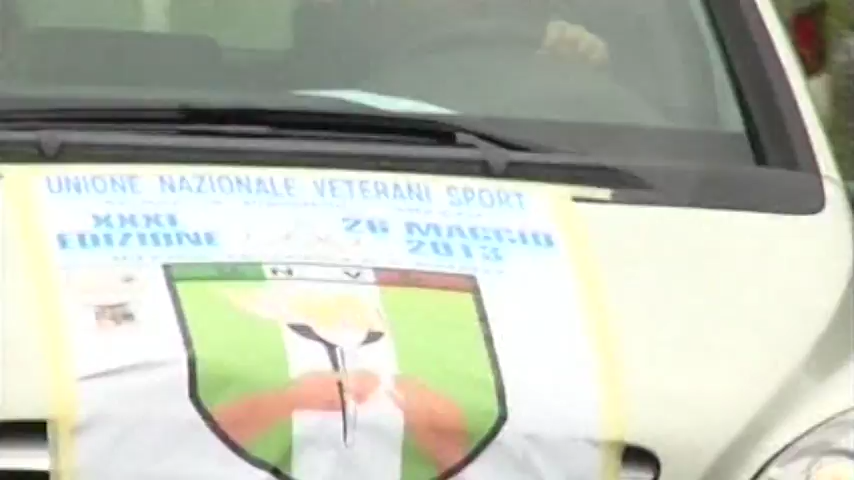 UNIONE NAZIONALE VETERANI SPORT
XXXI EDIZIONE
26 MAGGIO 2013
N V